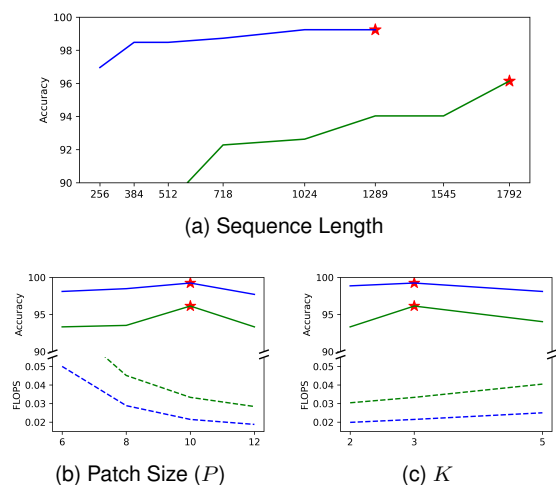 100
98
96
94
92
90
Accuracy
256 384 512 718 1024 1289 1545 1792
(a) Sequence Length
100
95
90
Accuracy
0.05
0.04
0.03
0.02
FLOPS
6 8 10 12
(b) Patch Size (P)
100
95
90
Accuracy
0.05
0.04
0.03
0.02
FLOPS
2 3 5
(c) K